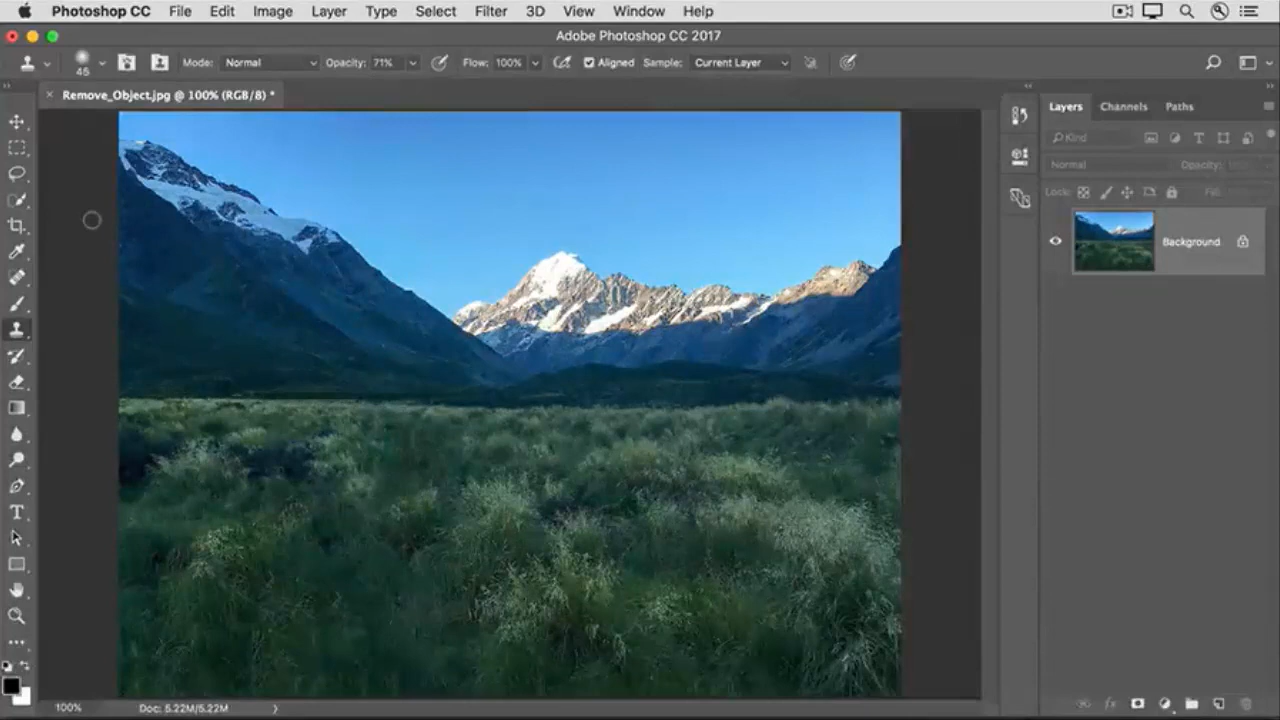 Photoshop CC File Edit Image Layer Type Select Filter 3D View Window Help
Adobe Photoshop CC 2017
45 Mode: Normal Opacity: 71% Flow: 100% Aligned Sample: Current Layer
× Remove_Object.jpg @ 100% (RGB/8) *
Layers Channels Paths
Kind
Normal Opacity:
Lock: Fill:
Background
100% Doc: 5.22M/5.22M